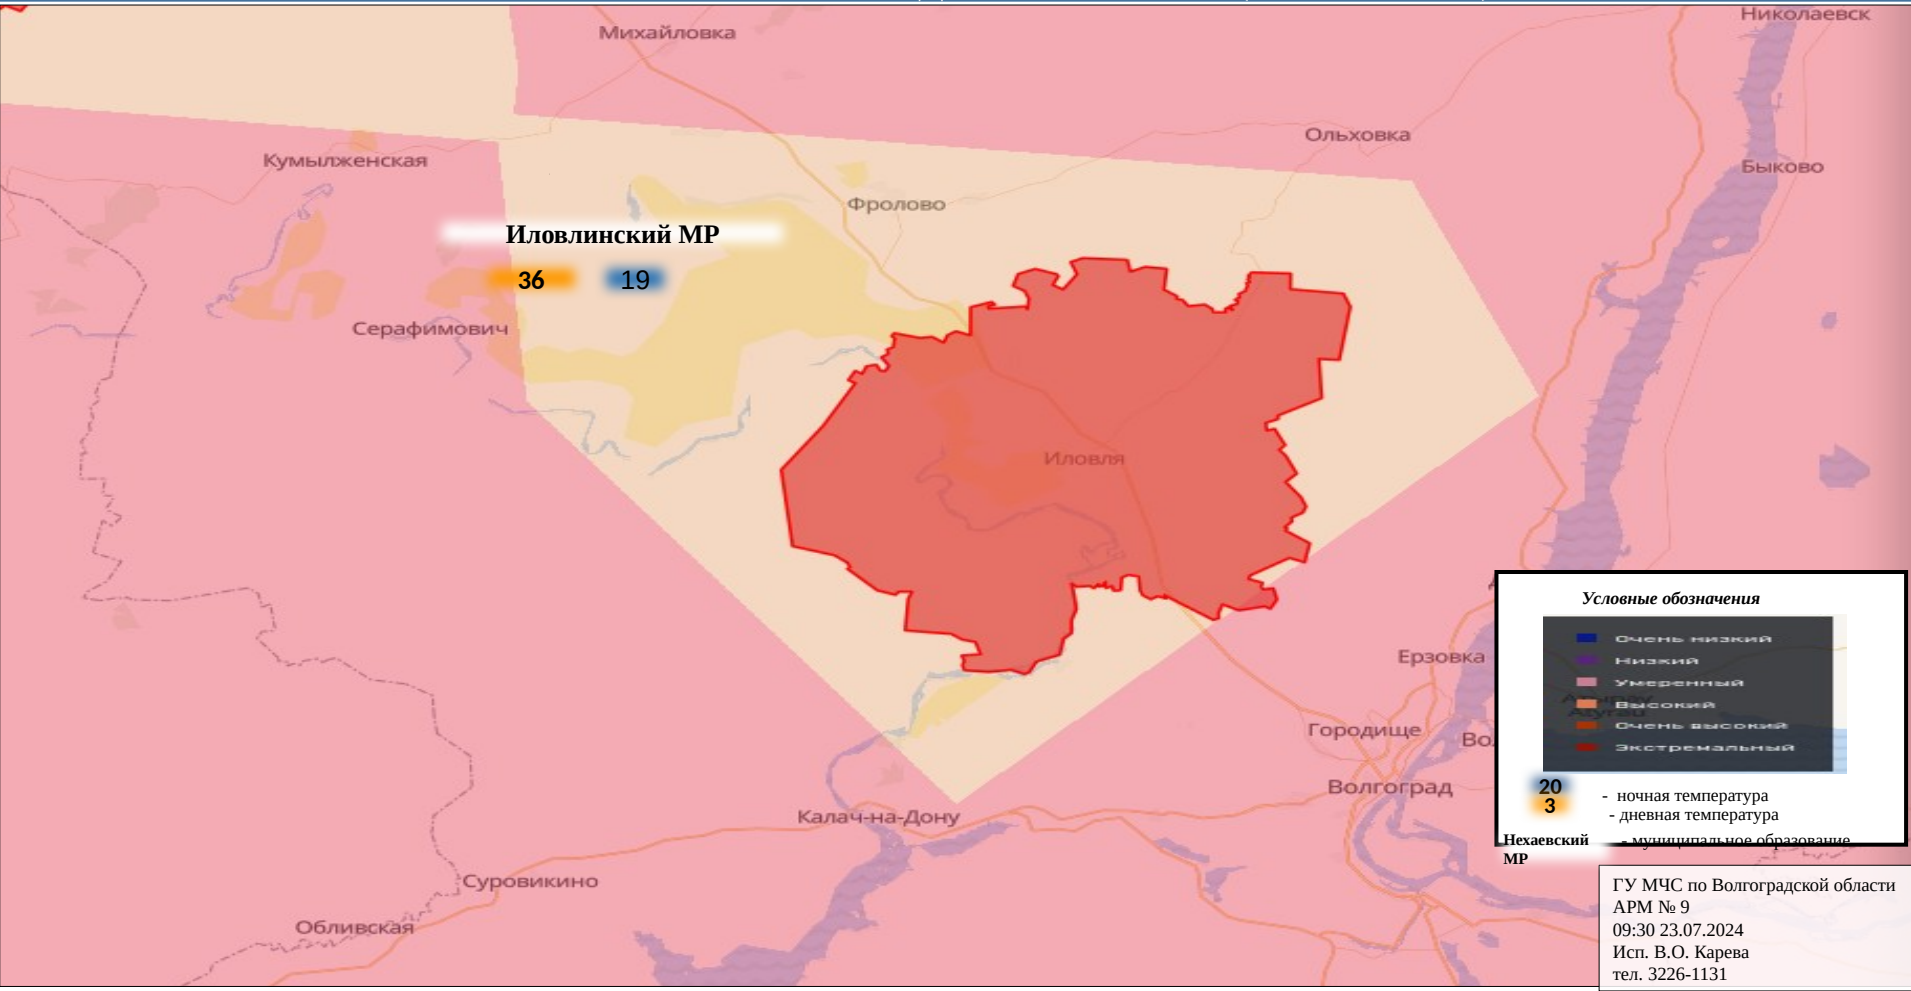 Николаевск
Михайловка
Ольховка
Кумылженская
Быково
Фролово
Иловлинский МР
36 19
Серафимович
Иловля
Ерзовка
Городище
Волгоград
Калач-на-Дону
Суровикино
Обливская
Условные обозначения
Очень низкий
Низкий
Умеренный
Высокий
Очень высокий
Экстремальный
20
- ночная температура
3
- дневная температура
Нехаевский
МР
- муниципальное образование
ГУ МЧС по Волгоградской области
АРМ № 9
09:30 23.07.2024
Исп. В.О. Карева
тел. 3226-1131